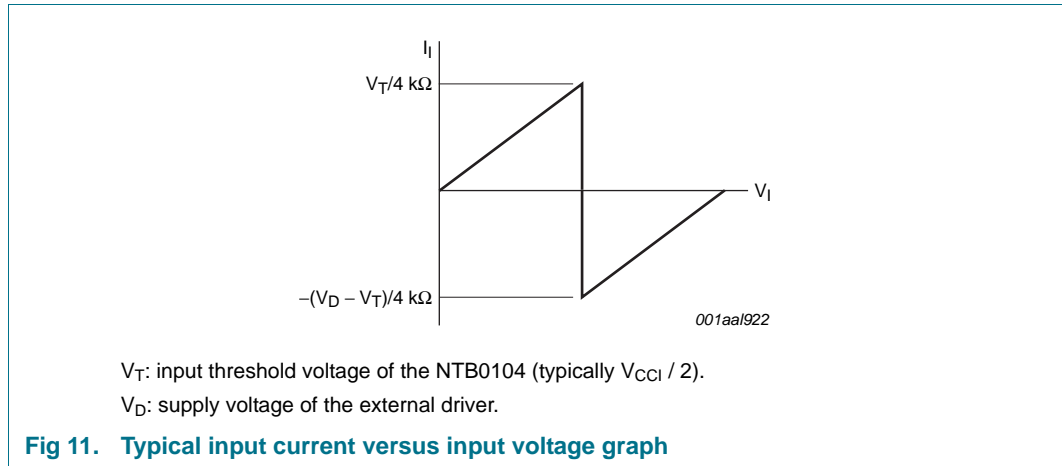 I_I
V_T/4 kΩ
V_I
−(V_D − V_T)/4 kΩ
001aal922
V_T: input threshold voltage of the NTB0104 (typically V_CCI / 2).
V_D: supply voltage of the external driver.
Fig 11. Typical input current versus input voltage graph